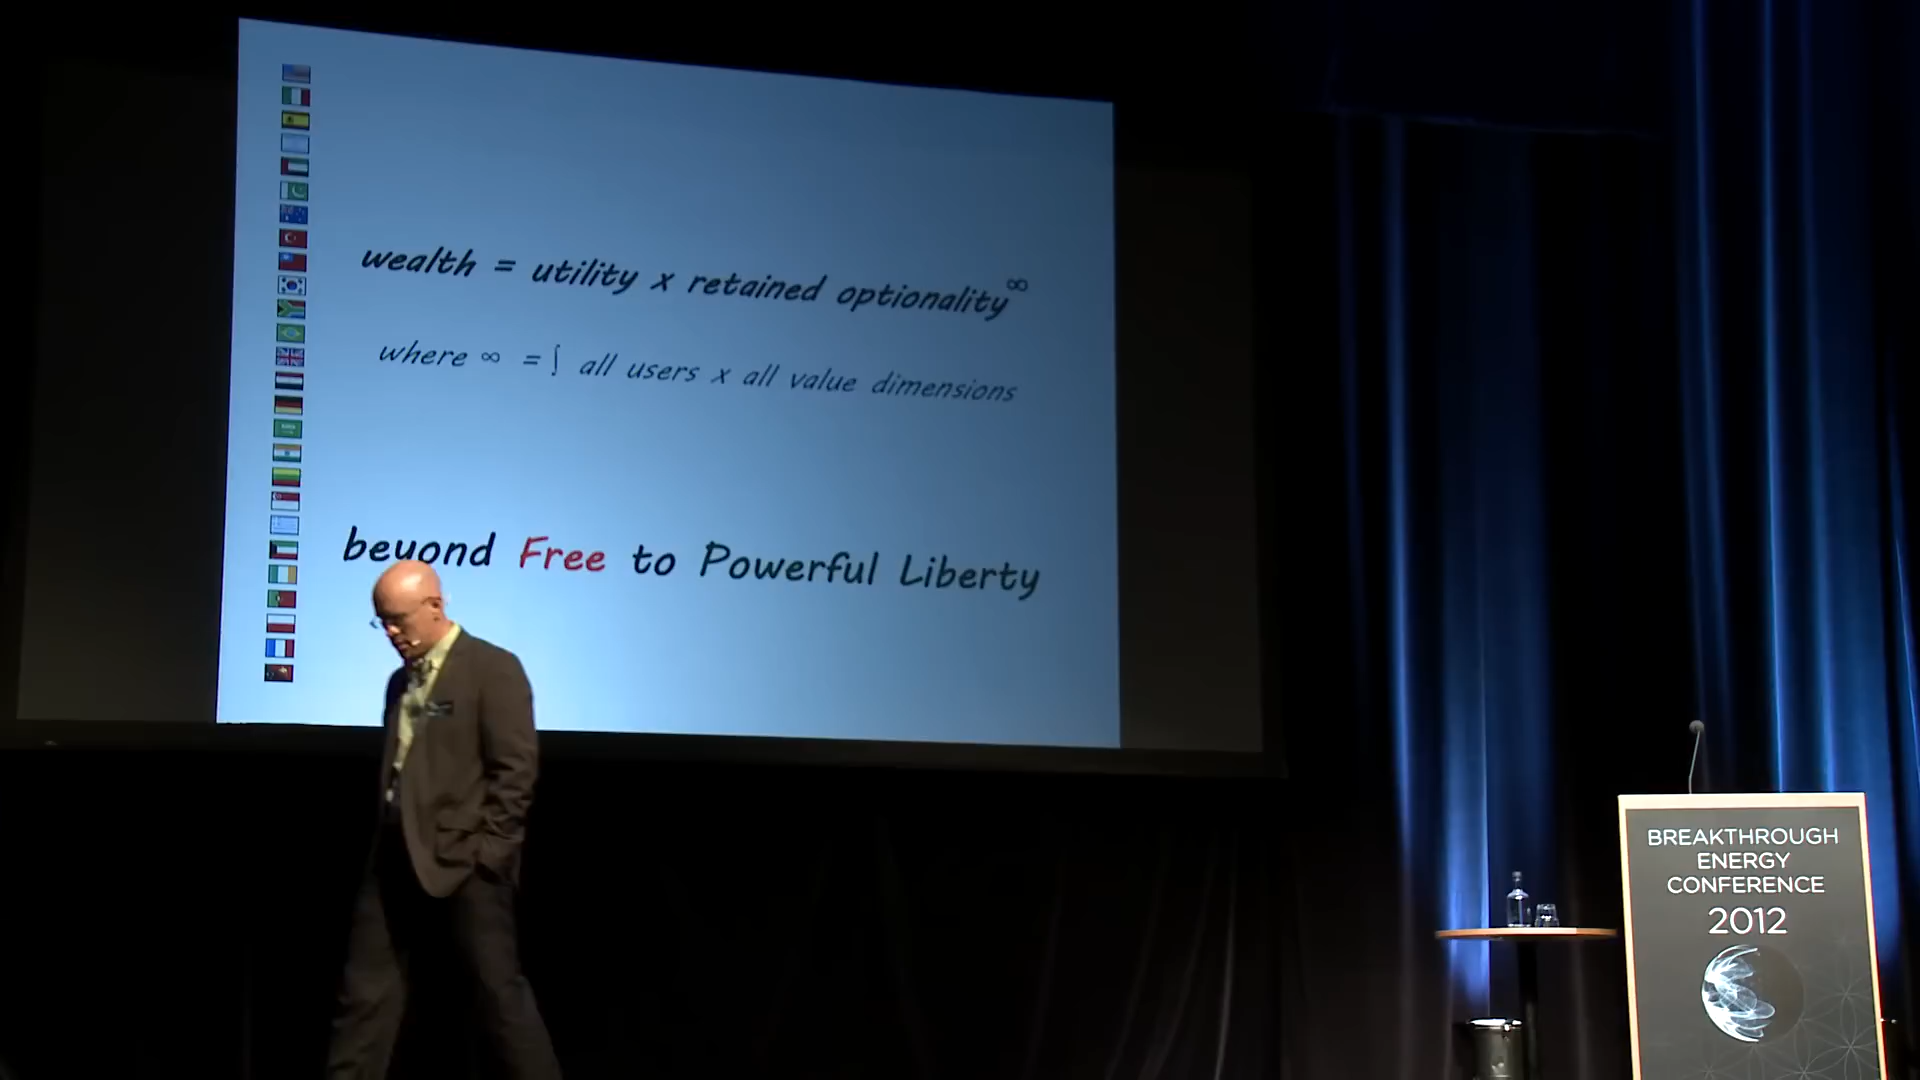 wealth = utility x retained optionality∞
where ∞ = ∫ all users x all value dimensions
beyond Free to Powerful Liberty
BREAKTHROUGH
ENERGY
CONFERENCE
2012